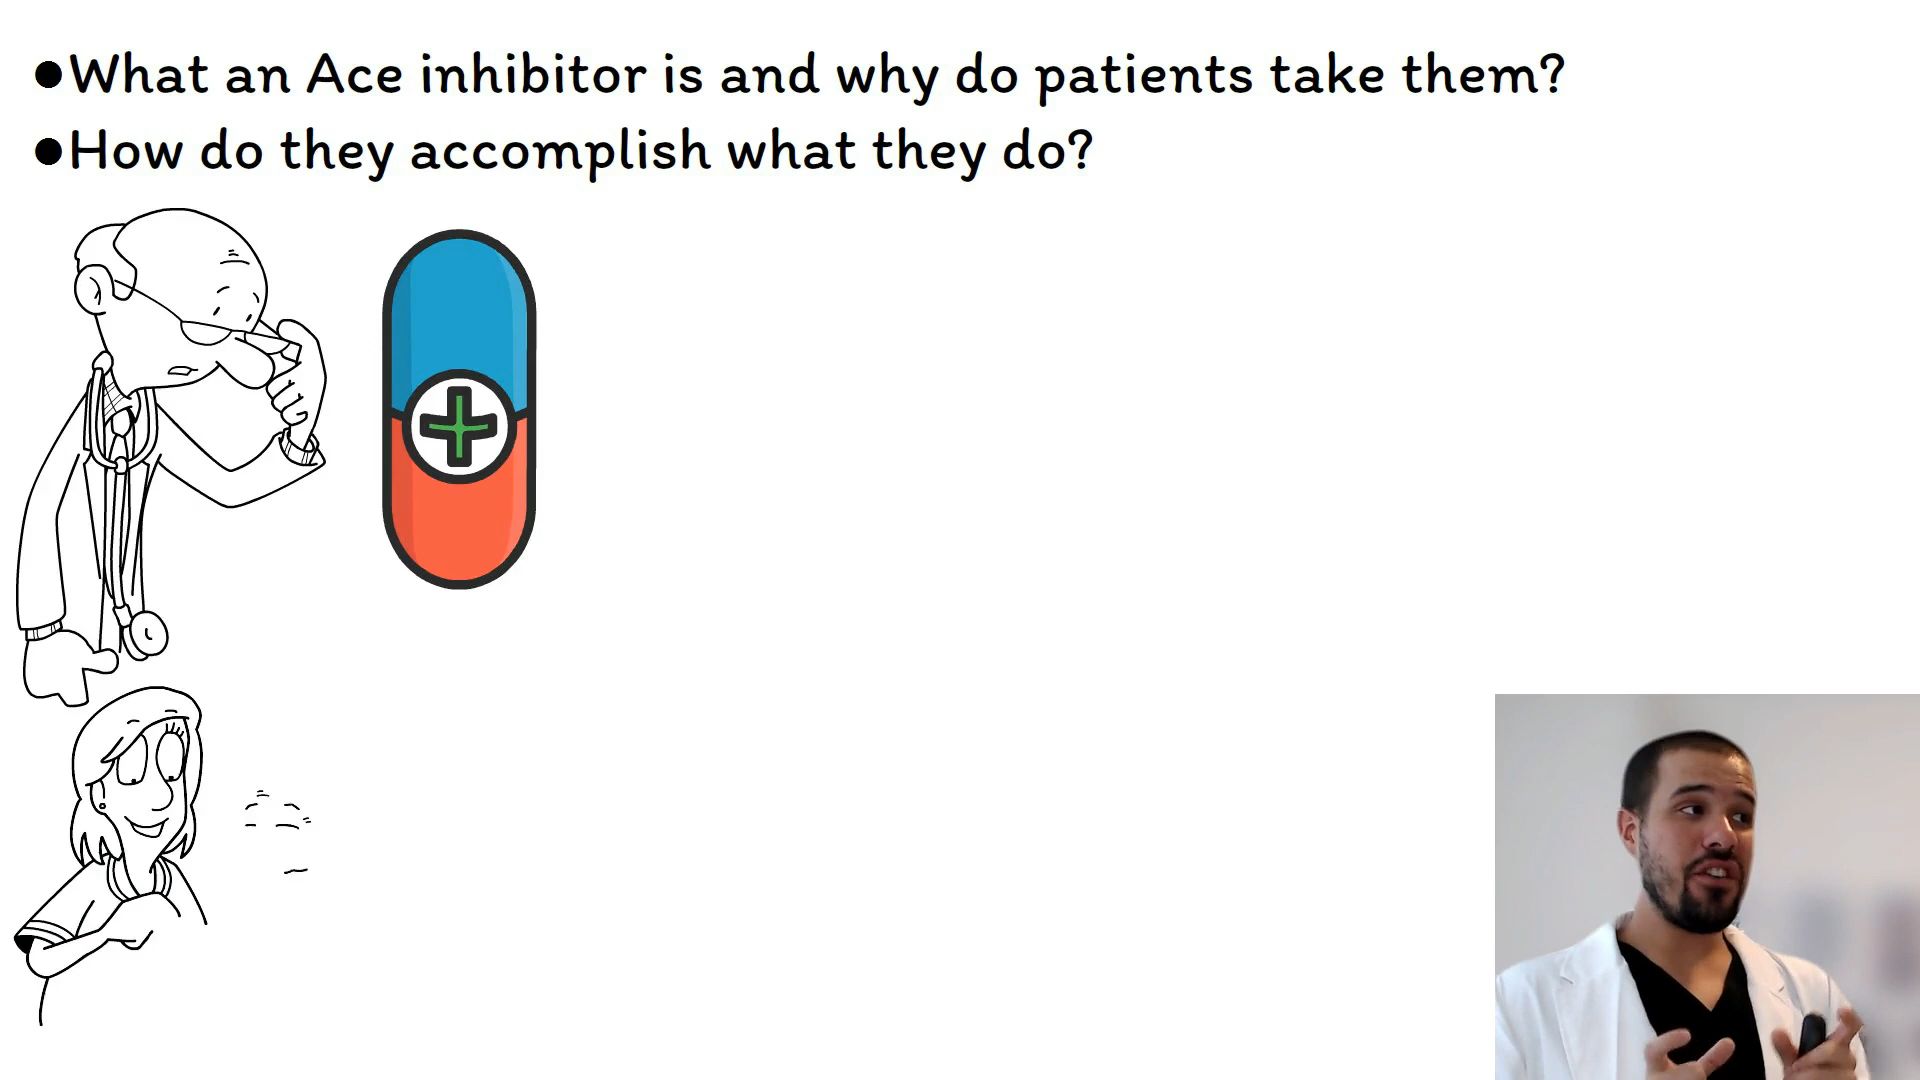 ●What an Ace inhibitor is and why do patients take them?
●How do they accomplish what they do?